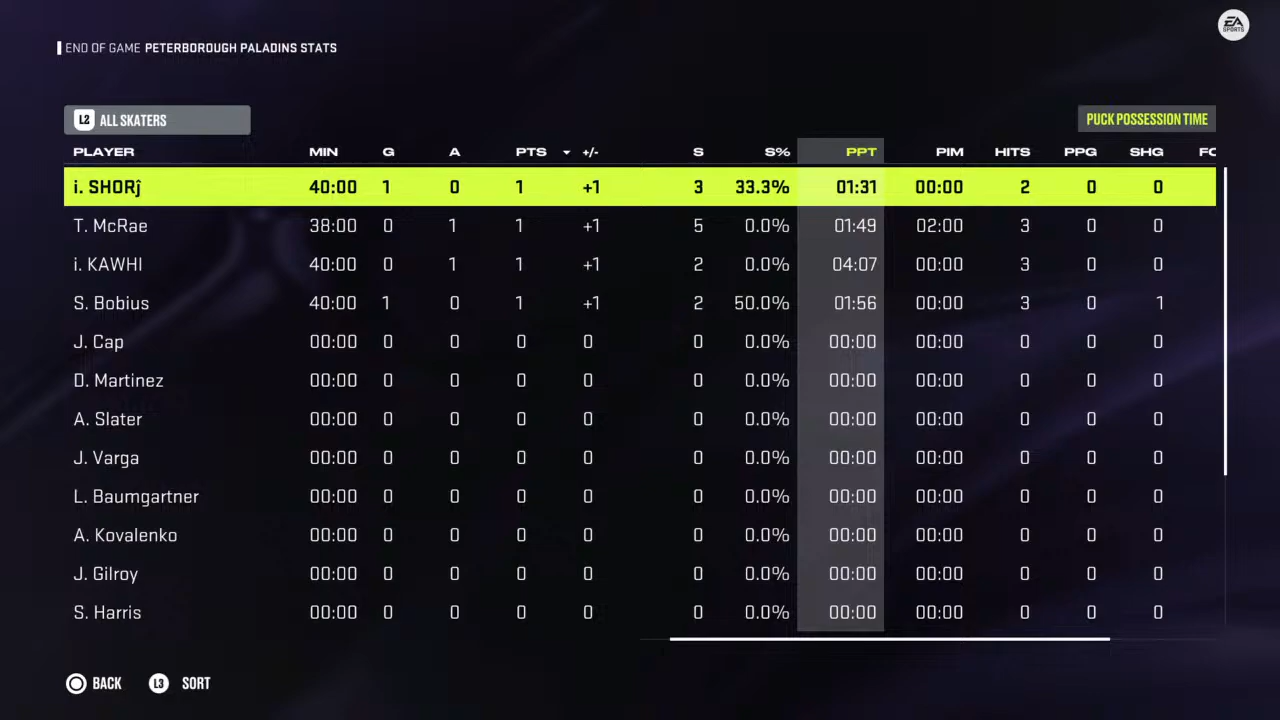 EA SPORTS
END OF GAME PETERBOROUGH PALADINS STATS
L2 ALL SKATERS
PUCK POSSESSION TIME
PLAYER MIN G A PTS +/- S S% PPT PIM HITS PPG SHG FC
i. SHORĵ 40:00 1 0 1 +1 3 33.3% 01:31 00:00 2 0 0
T. McRae 38:00 0 1 1 +1 5 0.0% 01:49 02:00 3 0 0
i. KAWHI 40:00 0 1 1 +1 2 0.0% 04:07 00:00 3 0 0
S. Bobius 40:00 1 0 1 +1 2 50.0% 01:56 00:00 3 0 1
J. Cap 00:00 0 0 0 0 0 0.0% 00:00 00:00 0 0 0
D. Martinez 00:00 0 0 0 0 0 0.0% 00:00 00:00 0 0 0
A. Slater 00:00 0 0 0 0 0 0.0% 00:00 00:00 0 0 0
J. Varga 00:00 0 0 0 0 0 0.0% 00:00 00:00 0 0 0
L. Baumgartner 00:00 0 0 0 0 0 0.0% 00:00 00:00 0 0 0
A. Kovalenko 00:00 0 0 0 0 0 0.0% 00:00 00:00 0 0 0
J. Gilroy 00:00 0 0 0 0 0 0.0% 00:00 00:00 0 0 0
S. Harris 00:00 0 0 0 0 0 0.0% 00:00 00:00 0 0 0
BACK L3 SORT